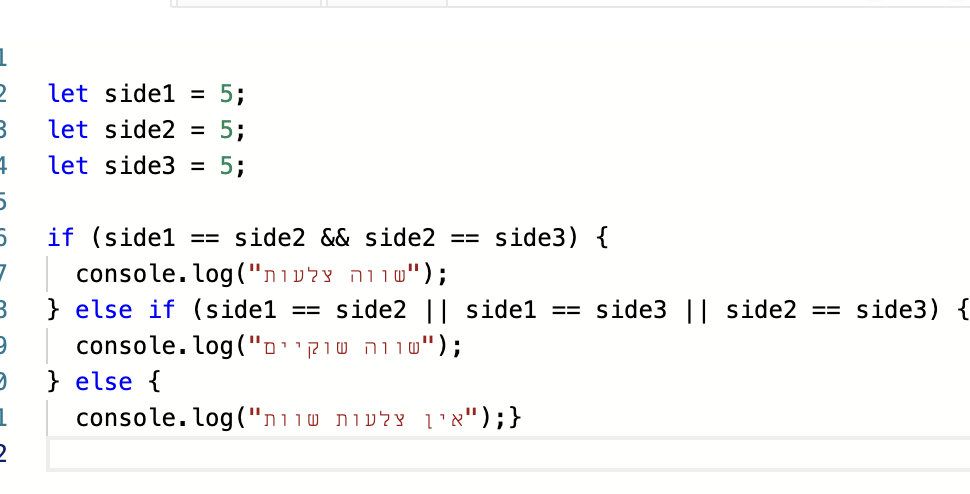 1
2 let side1 = 5;
3 let side2 = 5;
4 let side3 = 5;
5
6 if (side1 == side2 && side2 == side3) {
7 console.log("שווה צלעות");
8 } else if (side1 == side2 || side1 == side3 || side2 == side3) {
9 console.log("שווה שוקיים");
0 } else {
1 console.log("אין צלעות שוות");}
2